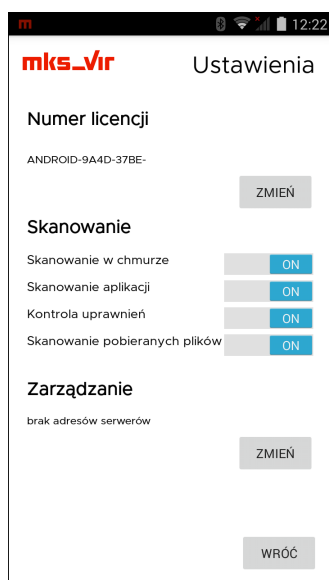 m 12:22
mks_vir Ustawienia
Numer licencji
ANDROID-9A4D-37BE-
ZMIEŃ
Skanowanie
Skanowanie w chmurze ON
Skanowanie aplikacji ON
Kontrola uprawnień ON
Skanowanie pobieranych plików ON
Zarządzanie
brak adresów serwerów
ZMIEŃ
WRÓĆ